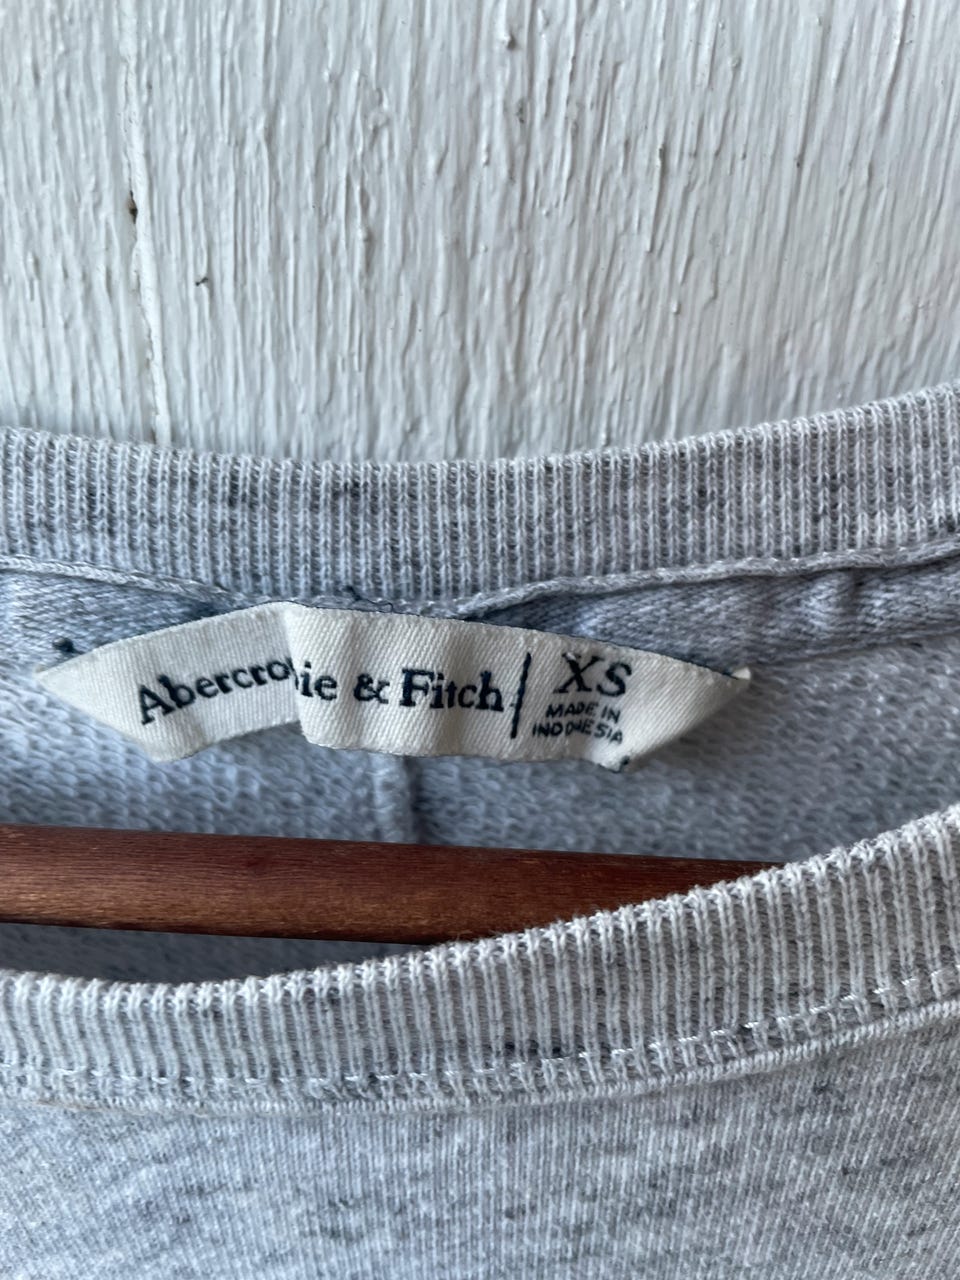 Abercrombie & Fitch | XS
MADE IN
INDONESIA